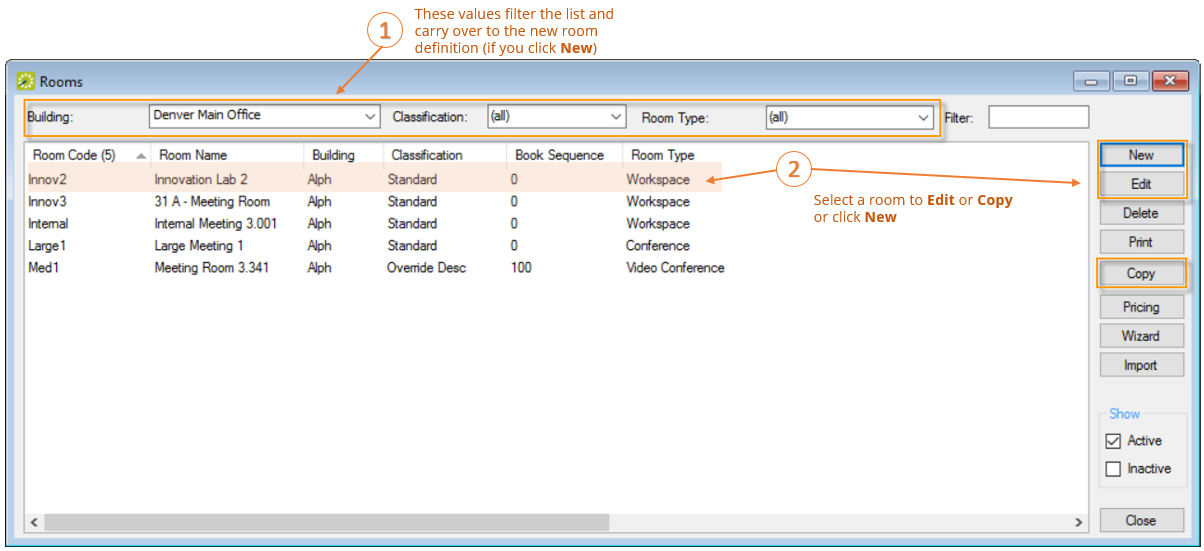 These values filter the list and
carry over to the new room
definition (if you click New)
1
Rooms
Building: Denver Main Office Classification: (all) Room Type: (all) Filter:
Room Code (5) Room Name Building Classification Book Sequence Room Type
Innov2 Innovation Lab 2 Alph Standard 0 Workspace
Innov3 31 A - Meeting Room Alph Standard 0 Workspace
Internal Internal Meeting 3.001 Alph Standard 0 Workspace
Large1 Large Meeting 1 Alph Standard 0 Conference
Med1 Meeting Room 3.341 Alph Override Desc 100 Video Conference
2
Select a room to Edit or Copy
or click New
New
Edit
Delete
Print
Copy
Pricing
Wizard
Import
Show
Active
Inactive
Close